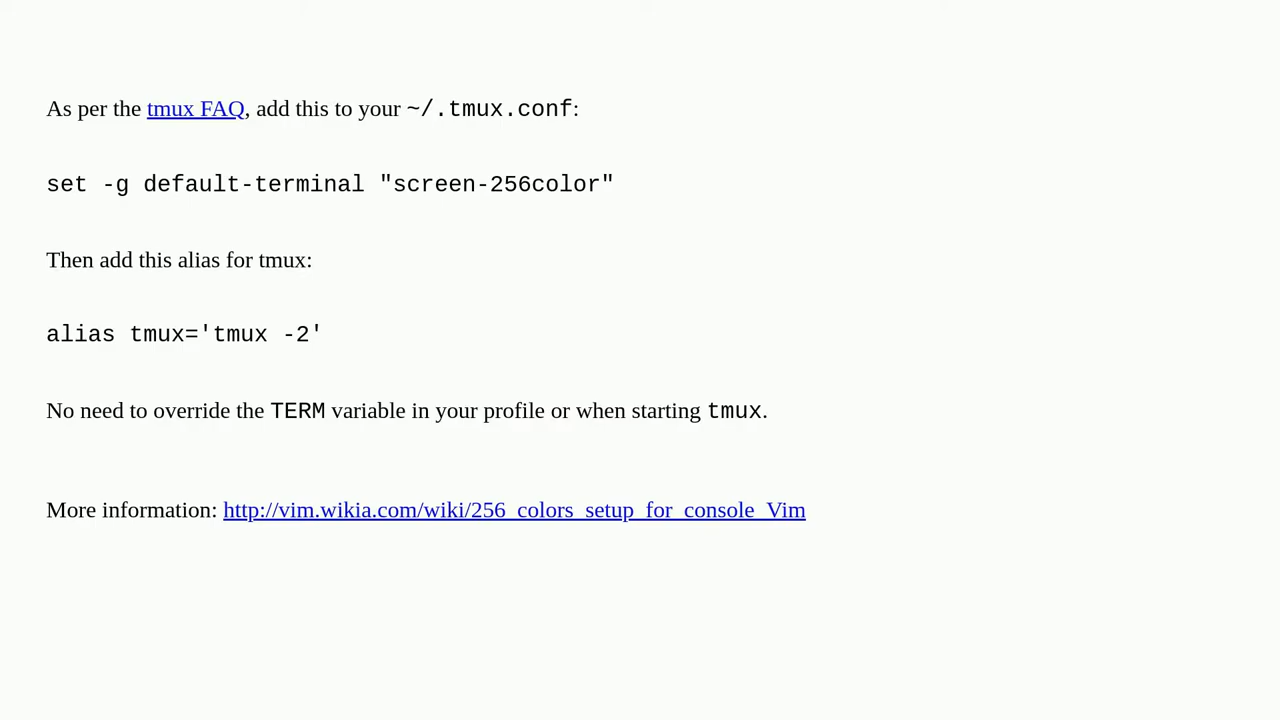 As per the tmux FAQ, add this to your ~/.tmux.conf:
set -g default-terminal "screen-256color"
Then add this alias for tmux:
alias tmux='tmux -2'
No need to override the TERM variable in your profile or when starting tmux.
More information: http://vim.wikia.com/wiki/256_colors_setup_for_console_Vim